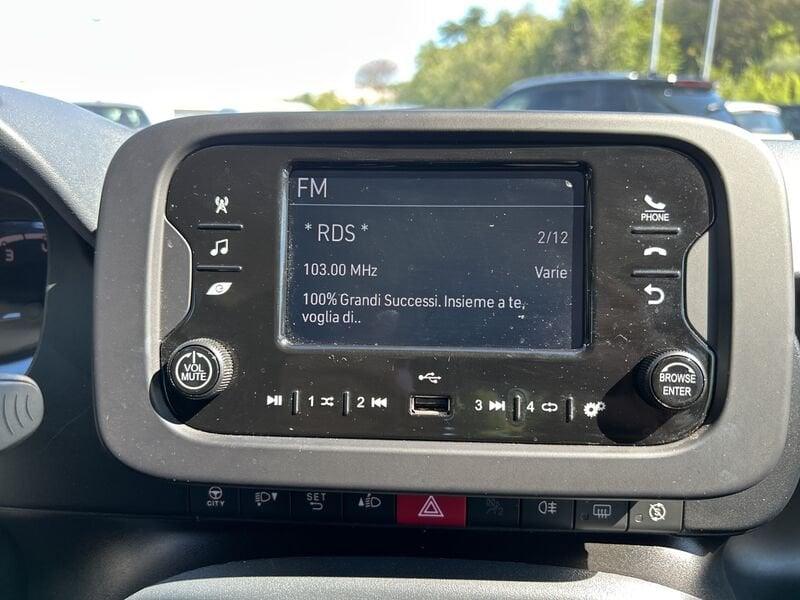 FM
* RDS *
2/12
103.00 MHz
Varie
100% Grandi Successi. Insieme a te,
voglia di..
PHONE
VOL
MUTE
BROWSE
ENTER
1
2
3
4
CITY
SET
3